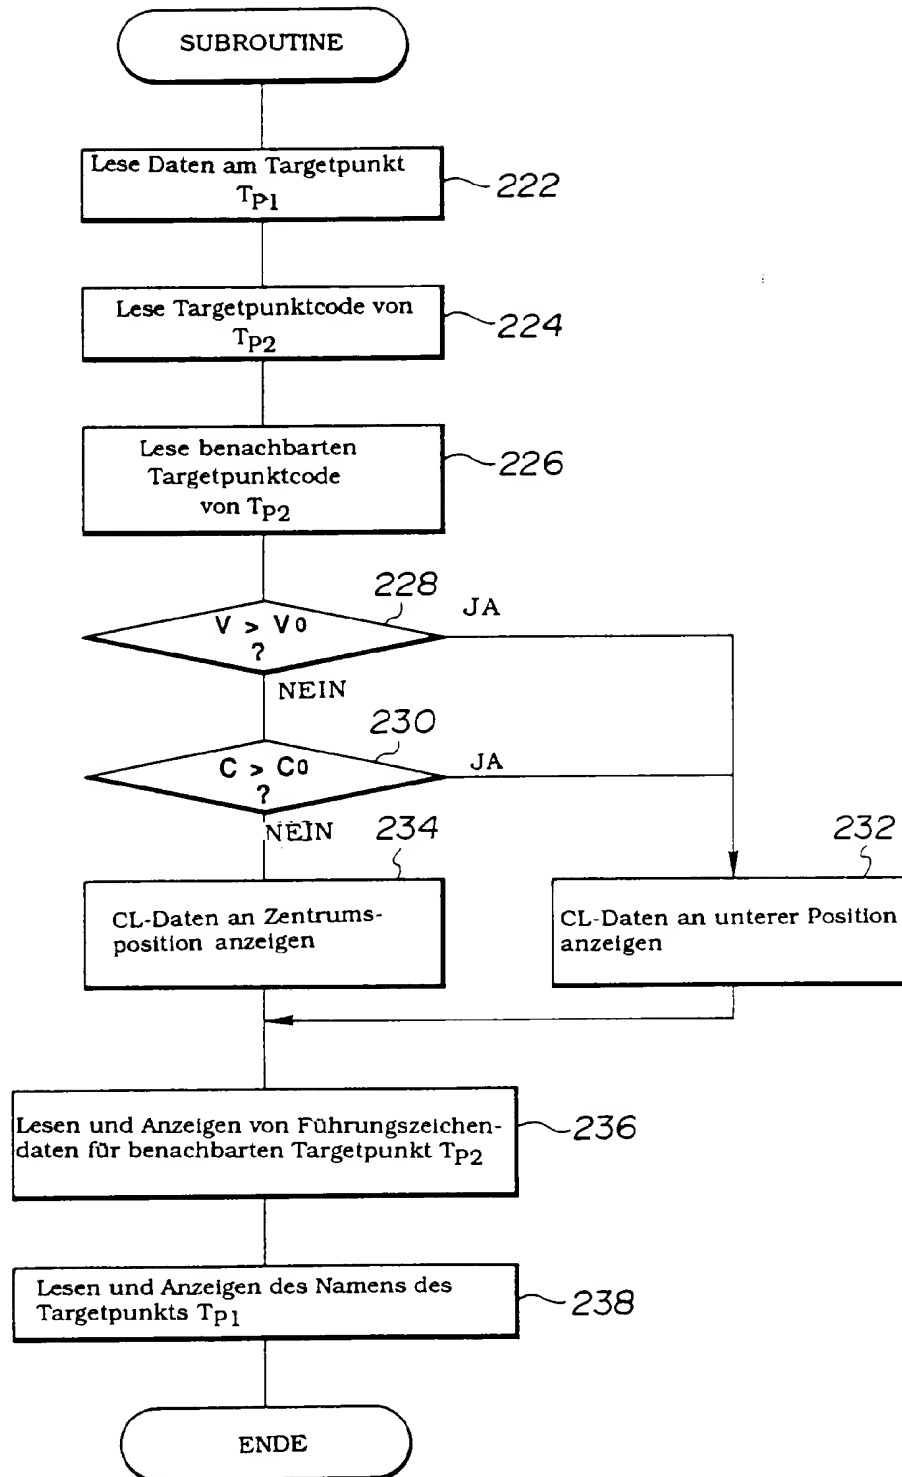 SUBROUTINE
Lese Daten am Targetpunkt
TP1
222
Lese Targetpunktcode von
TP2
224
Lese benachbarten
Targetpunktcode
von TP2
226
228
JA
V > V0
?
NEIN
230
JA
C > C0
?
NEIN
234
232
CL-Daten an Zentrums-
position anzeigen
CL-Daten an unterer Position
anzeigen
Lesen und Anzeigen von Führungszeichen-
daten für benachbarten Targetpunkt TP2
236
Lesen und Anzeigen des Namens des
Targetpunkts TP1
238
ENDE